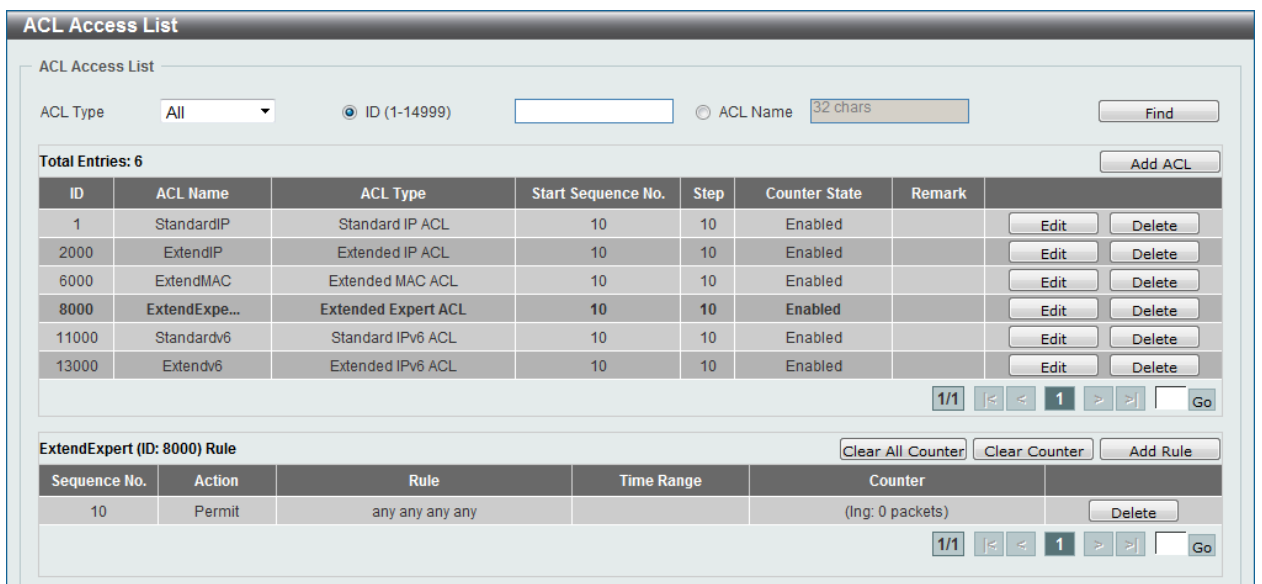 ACL Access List
ACL Access List
ACL Type All ID (1-14999) ACL Name 32 chars Find
Total Entries: 6 Add ACL
ID ACL Name ACL Type Start Sequence No. Step Counter State Remark
1 StandardIP Standard IP ACL 10 10 Enabled Edit Delete
2000 ExtendIP Extended IP ACL 10 10 Enabled Edit Delete
6000 ExtendMAC Extended MAC ACL 10 10 Enabled Edit Delete
8000 ExtendExpe... Extended Expert ACL 10 10 Enabled Edit Delete
11000 Standardv6 Standard IPv6 ACL 10 10 Enabled Edit Delete
13000 Extendv6 Extended IPv6 ACL 10 10 Enabled Edit Delete
1/1 |< < 1 > >| Go
ExtendExpert (ID: 8000) Rule Clear All Counter Clear Counter Add Rule
Sequence No. Action Rule Time Range Counter
10 Permit any any any any (Ing: 0 packets) Delete
1/1 |< < 1 > >| Go